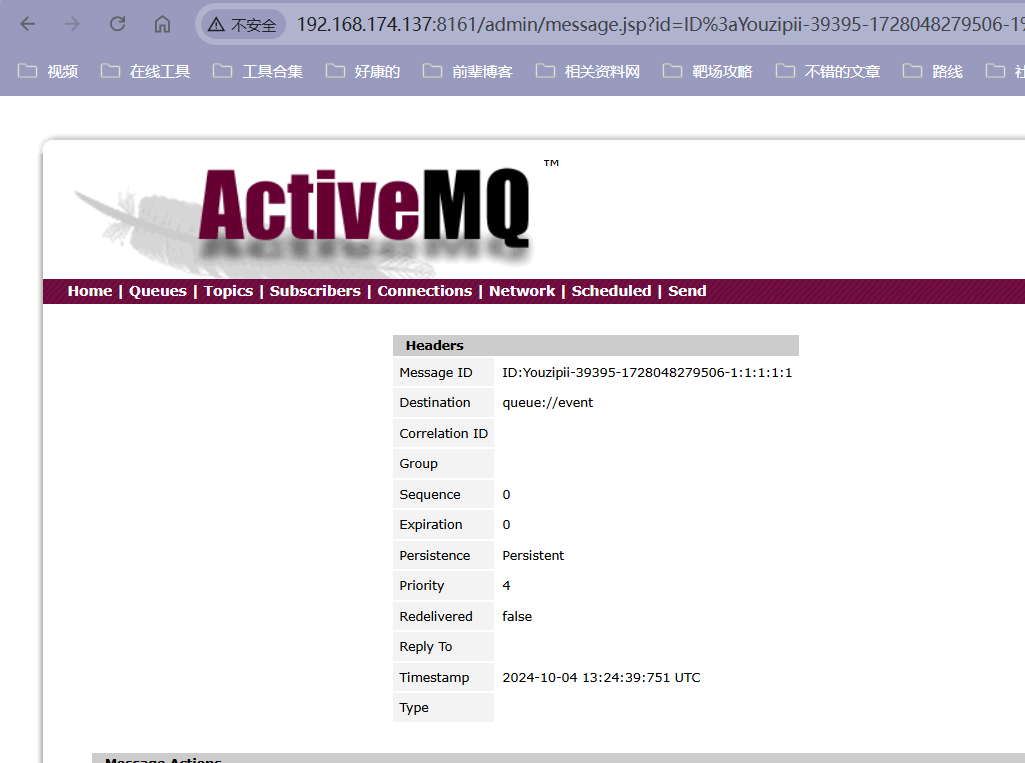 不安全 192.168.174.137:8161/admin/message.jsp?id=ID%3aYouzipii-39395-1728048279506-1
视频 在线工具 工具合集 好康的 前辈博客 相关资料网 靶场攻略 不错的文章 路线
ActiveMQ ™
Home | Queues | Topics | Subscribers | Connections | Network | Scheduled | Send
Headers
Message ID ID:Youzipii-39395-1728048279506-1:1:1:1:1
Destination queue://event
Correlation ID
Group
Sequence 0
Expiration 0
Persistence Persistent
Priority 4
Redelivered false
Reply To
Timestamp 2024-10-04 13:24:39:751 UTC
Type
Message Actions